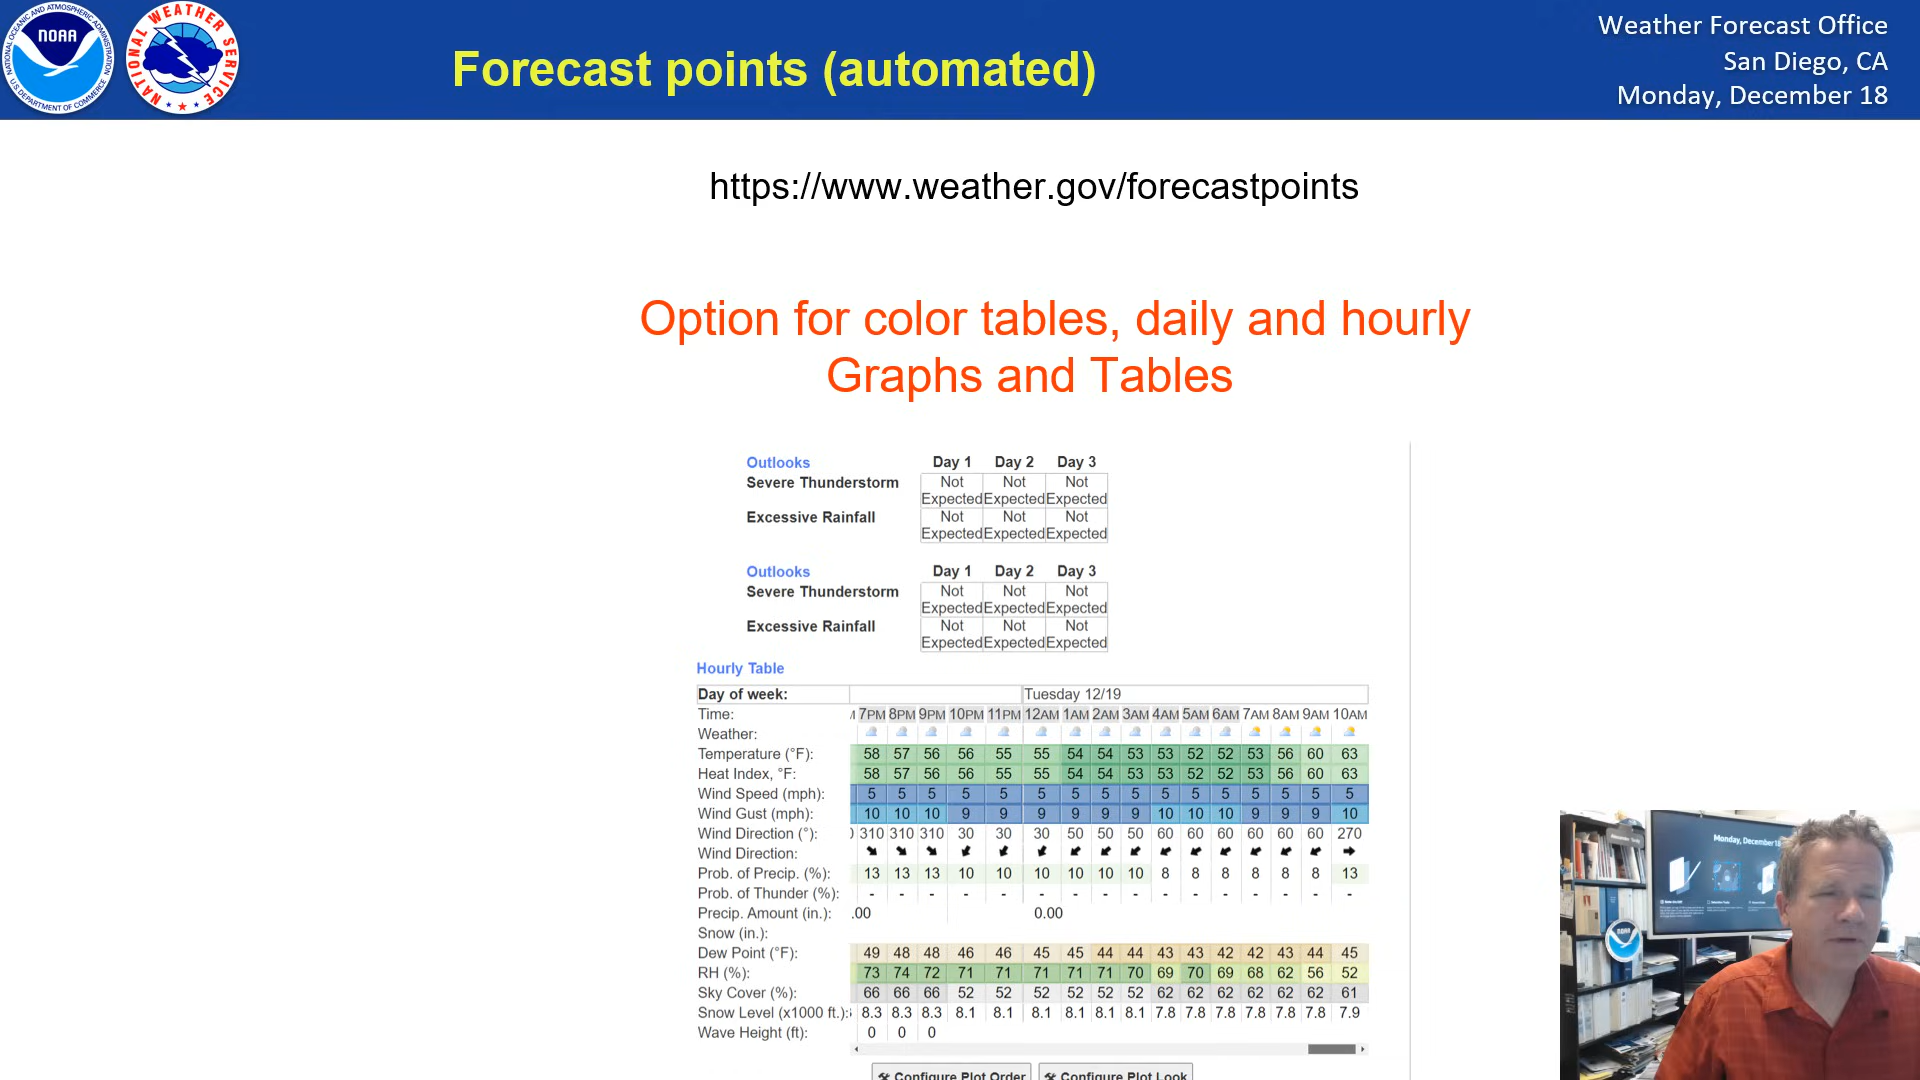 NATIONAL OCEANIC AND ATMOSPHERIC ADMINISTRATION
NOAA
U.S. DEPARTMENT OF COMMERCE
NATIONAL WEATHER SERVICE
Forecast points (automated)
Weather Forecast Office
San Diego, CA
Monday, December 18
https://www.weather.gov/forecastpoints
Option for color tables, daily and hourly
Graphs and Tables
Outlooks Day 1 Day 2 Day 3
Severe Thunderstorm Not Expected Not Expected Not Expected
Excessive Rainfall Not Expected Not Expected Not Expected
Outlooks Day 1 Day 2 Day 3
Severe Thunderstorm Not Expected Not Expected Not Expected
Excessive Rainfall Not Expected Not Expected Not Expected
Hourly Table
Day of week: Tuesday 12/19
Time: 7PM 8PM 9PM 10PM 11PM 12AM 1AM 2AM 3AM 4AM 5AM 6AM 7AM 8AM 9AM 10AM
Weather:
Temperature (°F): 58 57 56 56 55 55 54 54 53 53 52 52 53 56 60 63
Heat Index, °F: 58 57 56 56 55 55 54 54 53 53 52 52 53 56 60 63
Wind Speed (mph): 5 5 5 5 5 5 5 5 5 5 5 5 5 5 5 5
Wind Gust (mph): 10 10 10 9 9 9 9 9 9 10 10 10 9 9 9 10
Wind Direction (°): 310 310 310 30 30 30 50 50 50 60 60 60 60 60 60 270
Wind Direction:
Prob. of Precip. (%): 13 13 13 10 10 10 10 10 10 8 8 8 8 8 8 13
Prob. of Thunder (%): - - - - - - - - - - - - - - - -
Precip. Amount (in.): .00 0.00
Snow (in.):
Dew Point (°F): 49 48 48 46 46 45 45 44 44 43 43 42 42 43 44 45
RH (%): 73 74 72 71 71 71 71 71 70 69 70 69 68 62 56 52
Sky Cover (%): 66 66 66 52 52 52 52 52 52 62 62 62 62 62 62 61
Snow Level (x1000 ft.): 8.3 8.3 8.3 8.1 8.1 8.1 8.1 8.1 8.1 7.8 7.8 7.8 7.8 7.8 7.8 7.9
Wave Height (ft): 0 0 0
Configure Plot Order Configure Plot Look
Monday, December 18
NOAA